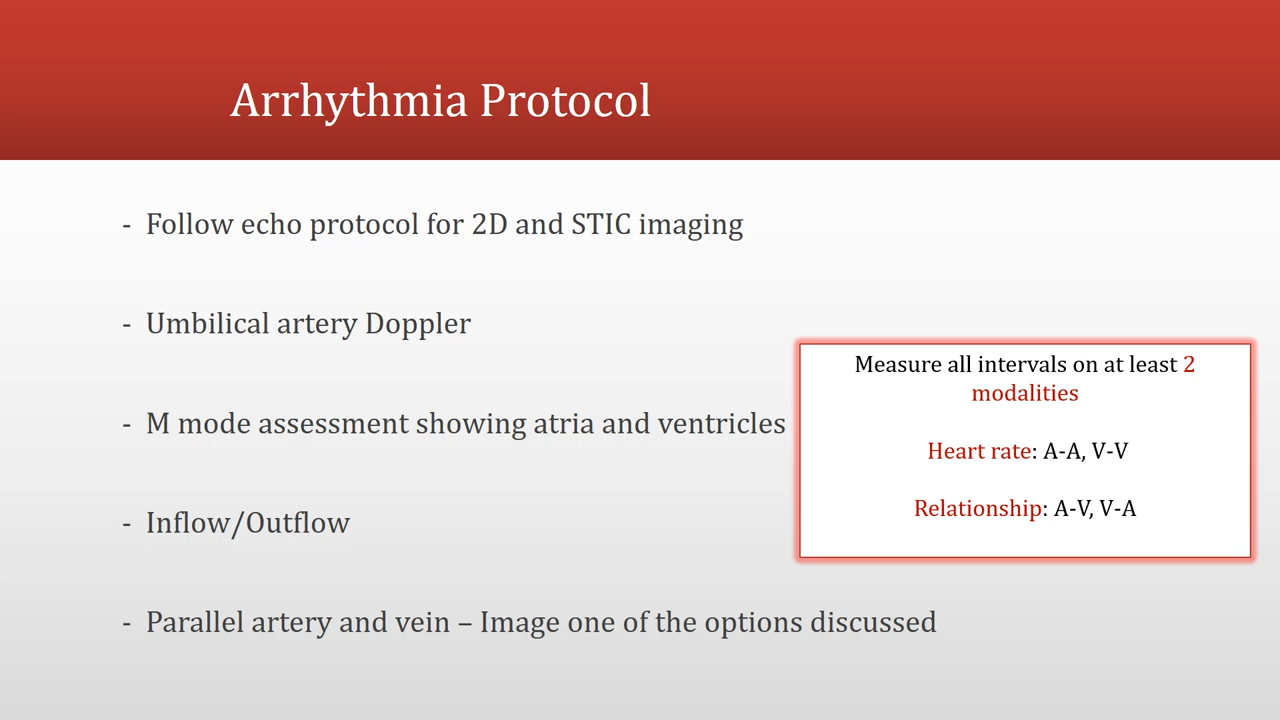 Arrhythmia Protocol
- Follow echo protocol for 2D and STIC imaging
- Umbilical artery Doppler
- M mode assessment showing atria and ventricles
- Inflow/Outflow
- Parallel artery and vein – Image one of the options discussed
Measure all intervals on at least 2
modalities
Heart rate: A-A, V-V
Relationship: A-V, V-A